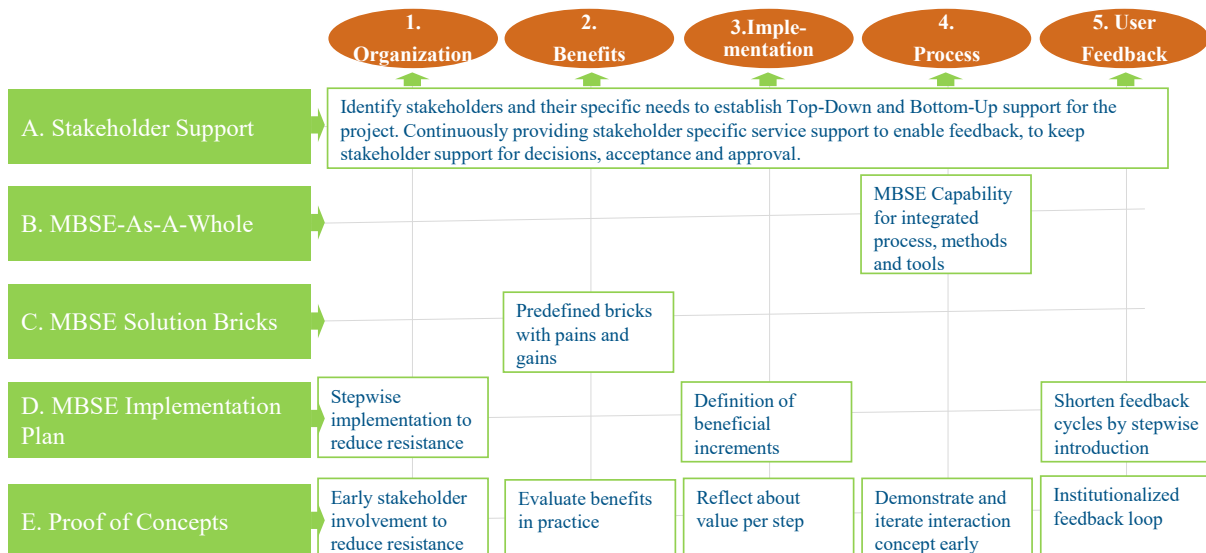 1.
Organization
2.
Benefits
3.Imple-
mentation
4.
Process
5. User
Feedback
A. Stakeholder Support
Identify stakeholders and their specific needs to establish Top-Down and Bottom-Up support for the
project. Continuously providing stakeholder specific service support to enable feedback, to keep
stakeholder support for decisions, acceptance and approval.
B. MBSE-As-A-Whole
MBSE Capability
for integrated
process, methods
and tools
C. MBSE Solution Bricks
Predefined bricks
with pains and
gains
D. MBSE Implementation
Plan
Stepwise
implementation to
reduce resistance
Definition of
beneficial
increments
Shorten feedback
cycles by stepwise
introduction
E. Proof of Concepts
Early stakeholder
involvement to
reduce resistance
Evaluate benefits
in practice
Reflect about
value per step
Demonstrate and
iterate interaction
concept early
Institutionalized
feedback loop